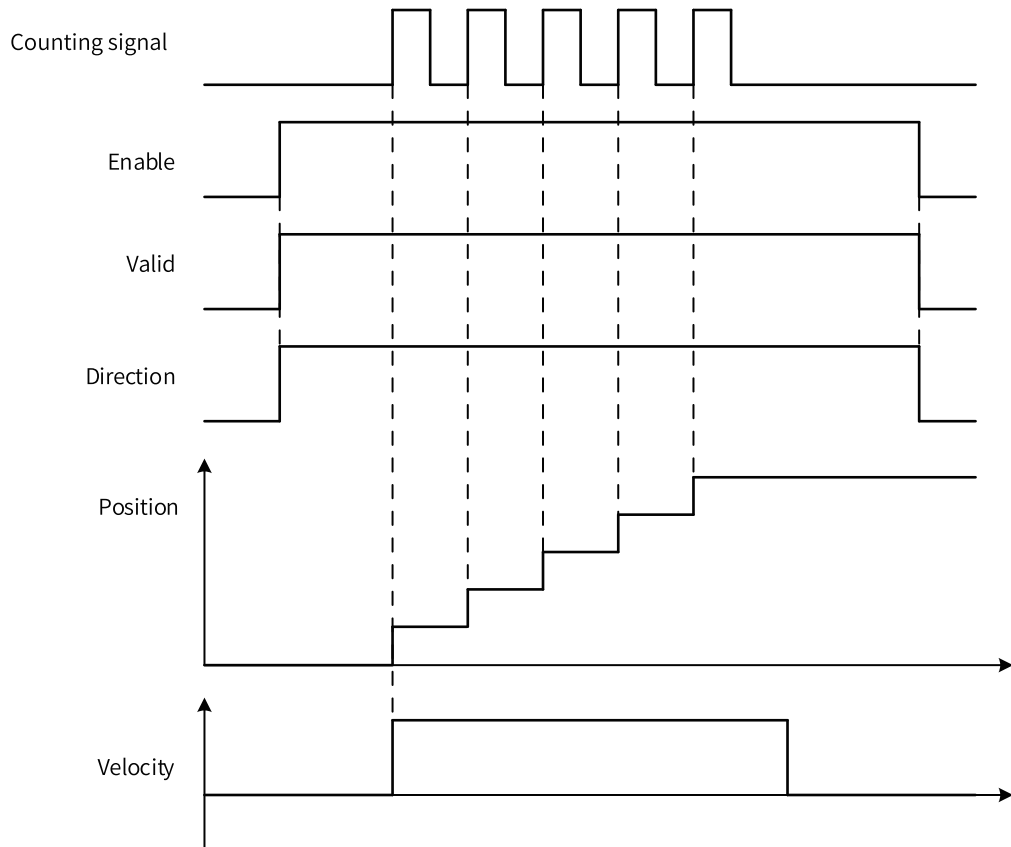 Counting signal
Enable
Valid
Direction
Position
Velocity